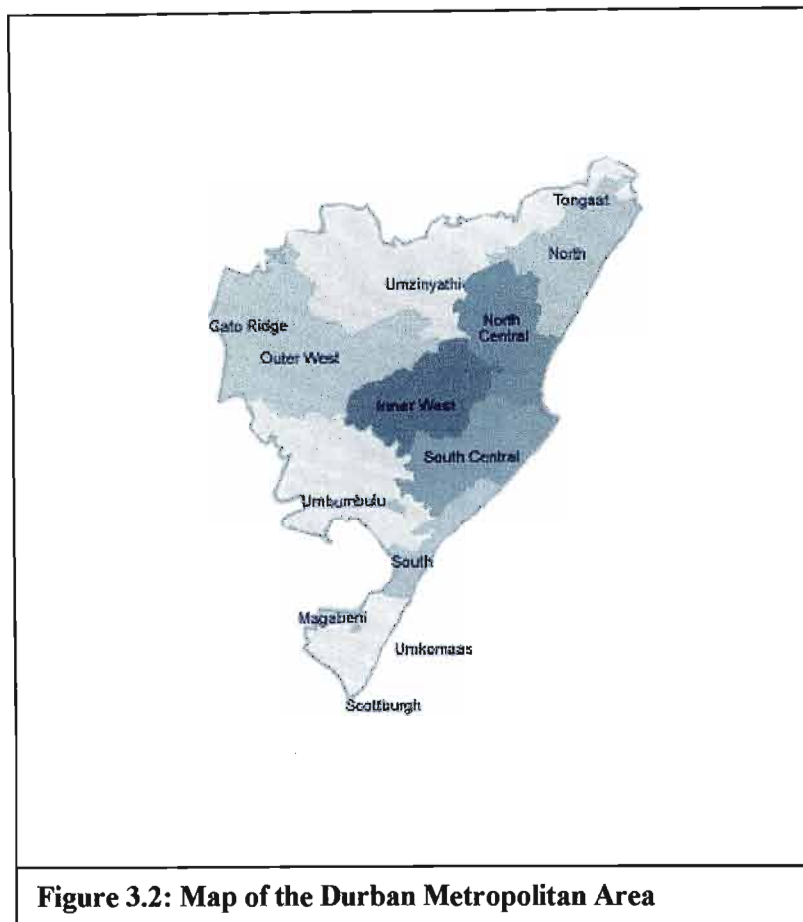 Tongaat
North
Umzinyathi
North
Central
Gato Ridge
Outer West
Inner West
South Central
Umbumbulu
South
Magabeni
Umkomaas
Scottburgh
Figure 3.2: Map of the Durban Metropolitan Area